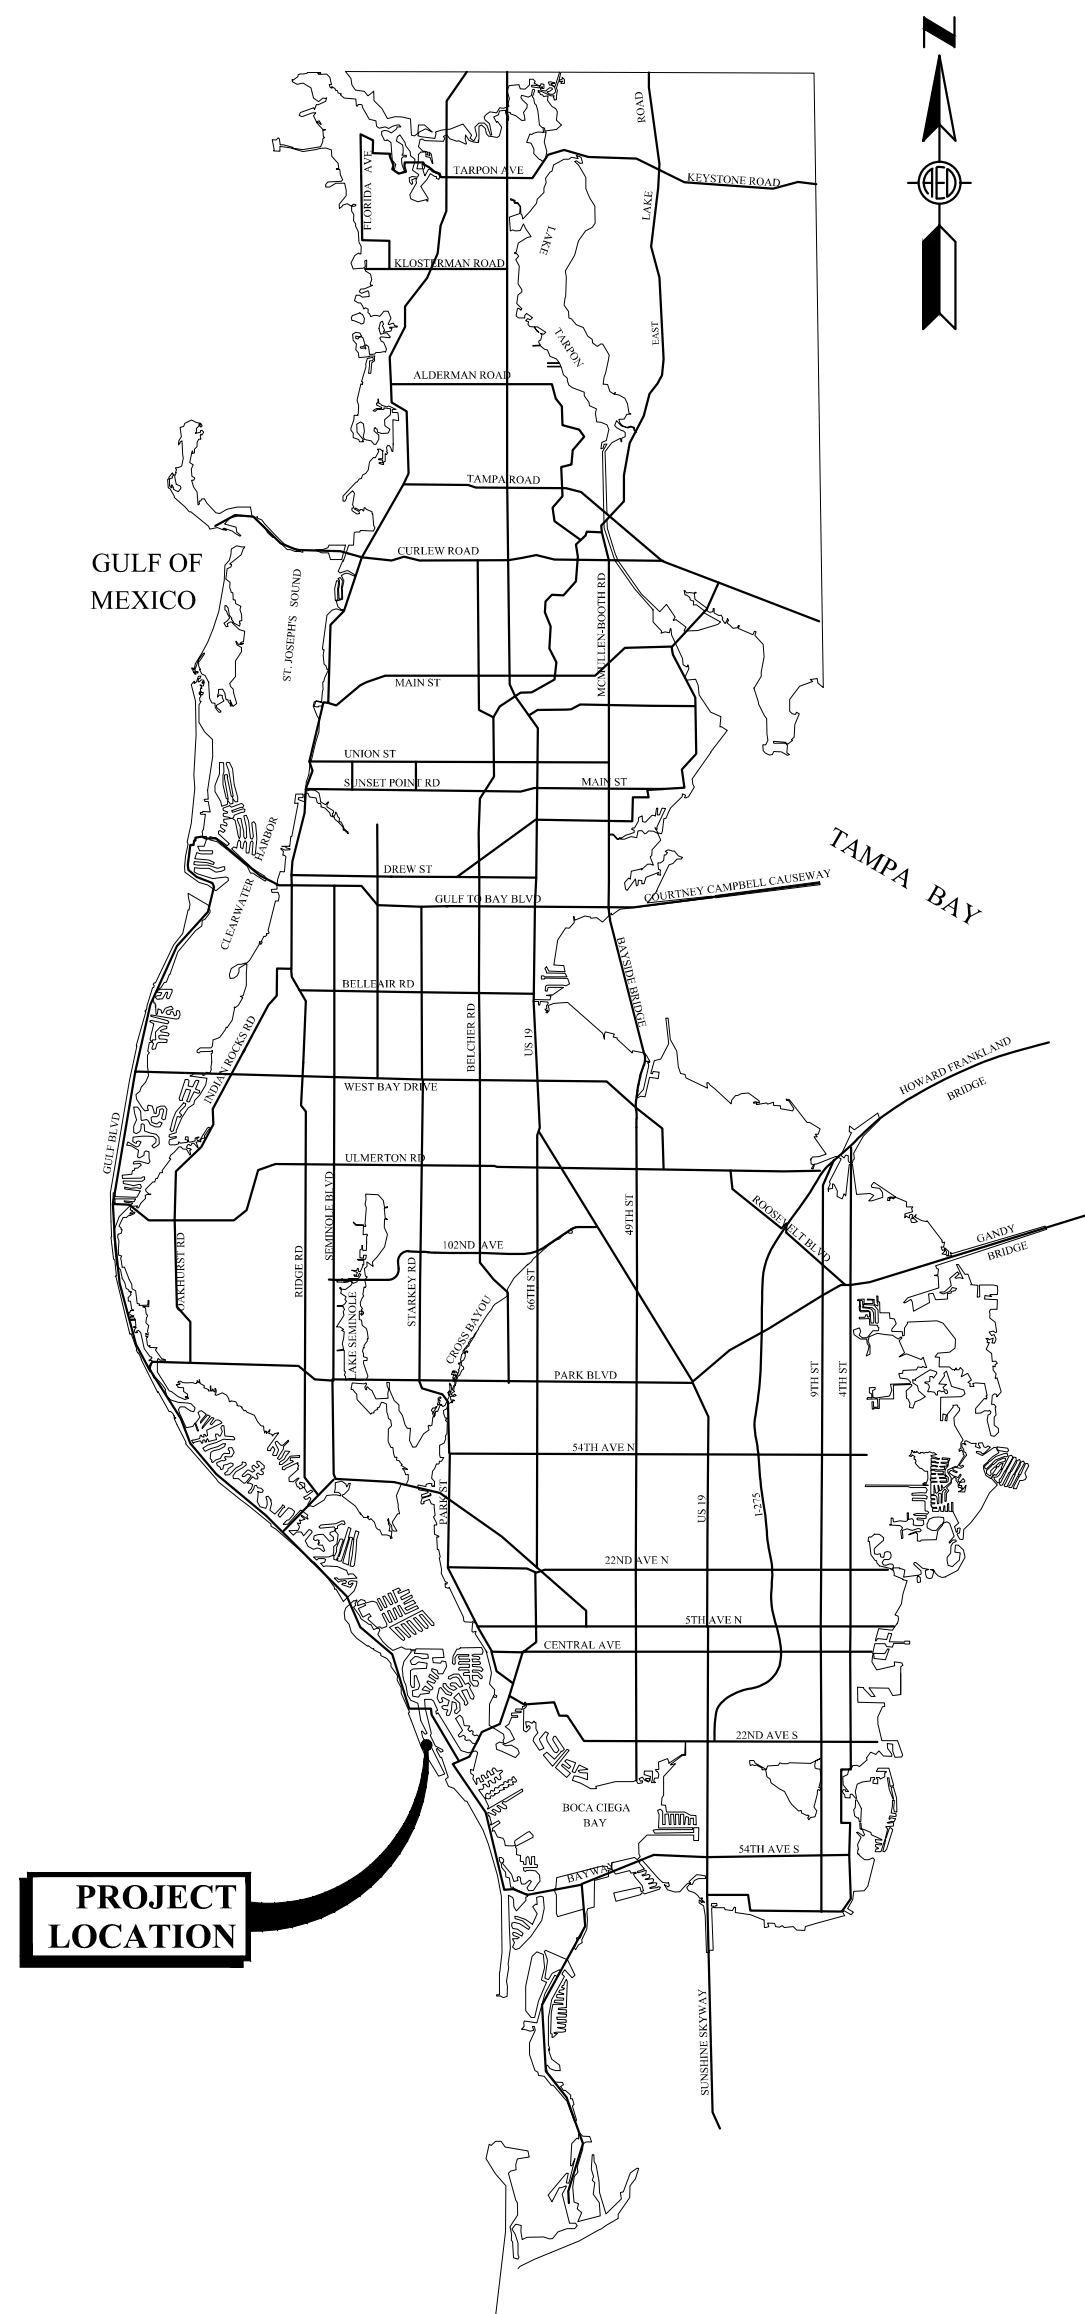 N
AED
ROAD
TARPON AVE
KEYSTONE ROAD
FLORIDA AVE
LAKE
LAKE
KLOSTERMAN ROAD
EAST
TARPON
ALDERMAN ROAD
TAMPA ROAD
CURLEW ROAD
GULF OF
MEXICO
ST. JOSEPH'S SOUND
MCMULLEN-BOOTH RD
MAIN ST
UNION ST
SUNSET POINT RD
MAIN ST
HARBOR
CLEARWATER
TAMPA BAY
DREW ST
GULF TO BAY BLVD
COURTNEY CAMPBELL CAUSEWAY
BAYSIDE BRIDGE
BELLEAIR RD
BELCHER RD
US 19
INDIAN ROCKS RD
HOWARD FRANKLAND
BRIDGE
WEST BAY DRIVE
GULF BLVD
ULMERTON RD
SEMINOLE BLVD
49TH ST
ROOSEVELT BLVD
GANDY
BRIDGE
OAKHURST RD
RIDGE RD
102ND AVE
STARKEY RD
66TH ST
LAKE SEMINOLE
CROSS BAYOU
PARK BLVD
9TH ST
4TH ST
54TH AVE N
PARK ST
US 19
I-275
22ND AVE N
5TH AVE N
CENTRAL AVE
22ND AVE S
BOCA CIEGA
BAY
54TH AVE S
BAYWAY
PROJECT
LOCATION
SUNSHINE SKYWAY